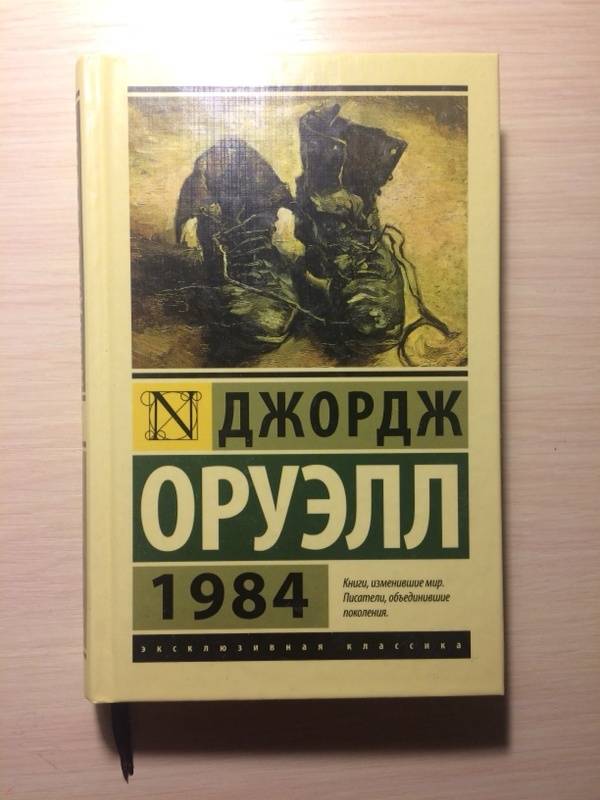 N ДЖОРДЖ
ОРУЭЛЛ
1984
Книги, изменившие мир.
Писатели, объединившие
поколения.
эксклюзивная классика